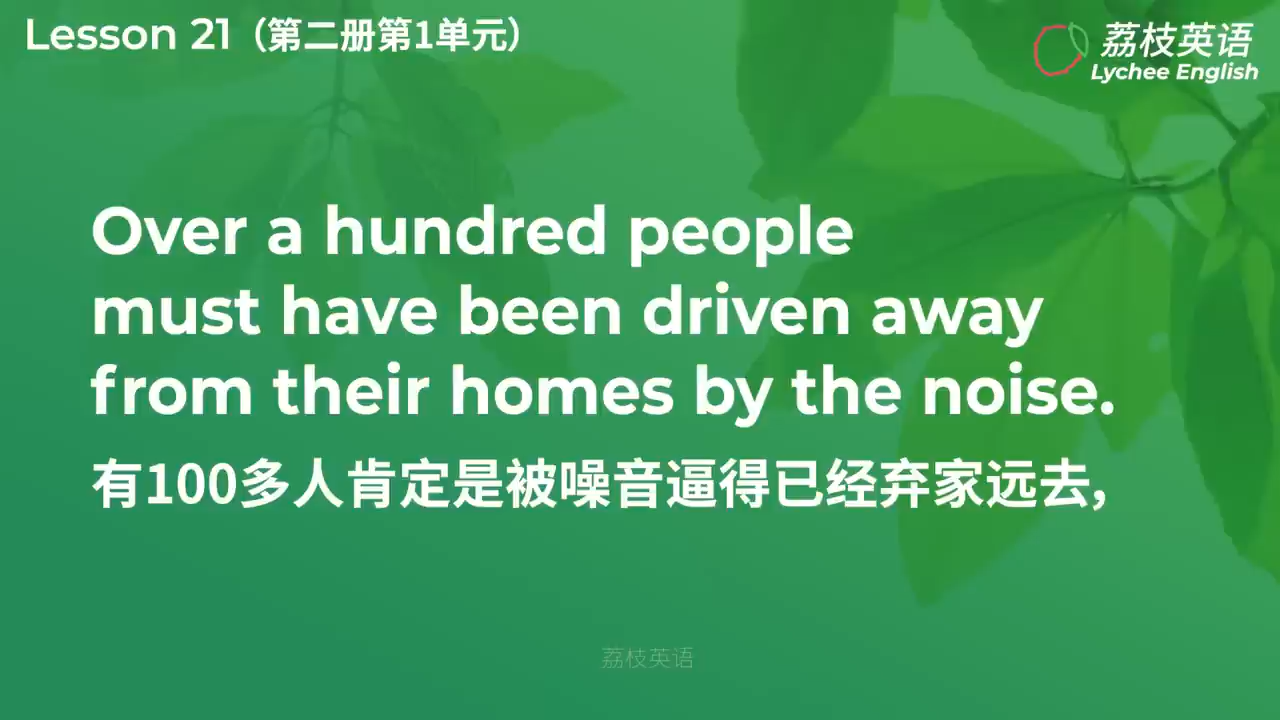 Lesson 21（第二册第1单元）
荔枝英语
Lychee English
Over a hundred people
must have been driven away
from their homes by the noise.
有100多人肯定是被噪音逼得已经弃家远去,
荔枝英语